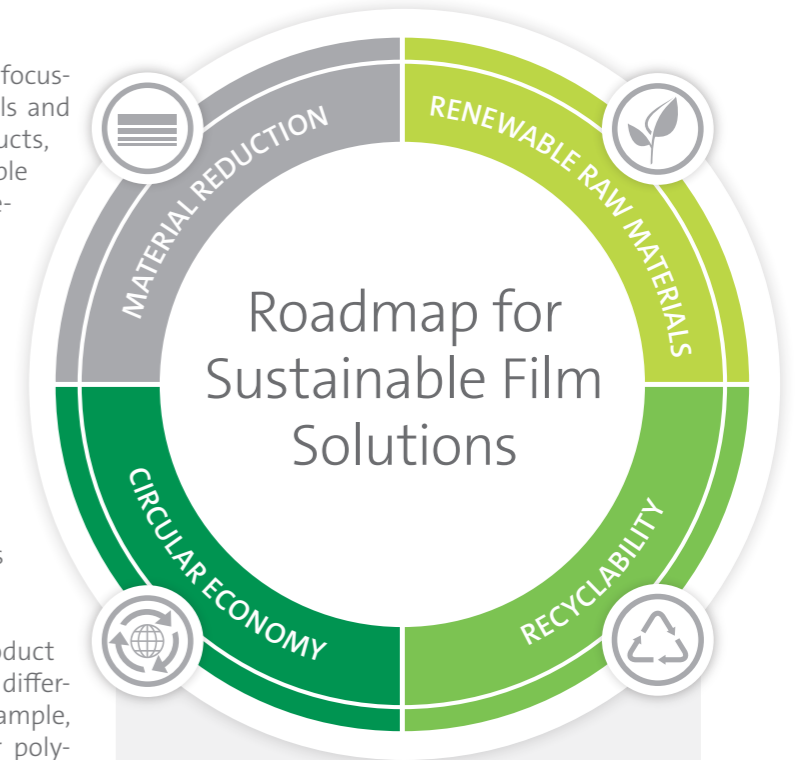 focus-
ls and
ucts,
ble
e-
s
oduct
differ-
ample,
poly-
MATERIAL REDUCTION
RENEWABLE RAW MATERIALS
Roadmap for
Sustainable Film
Solutions
CIRCULAR ECONOMY
RECYCLABILITY